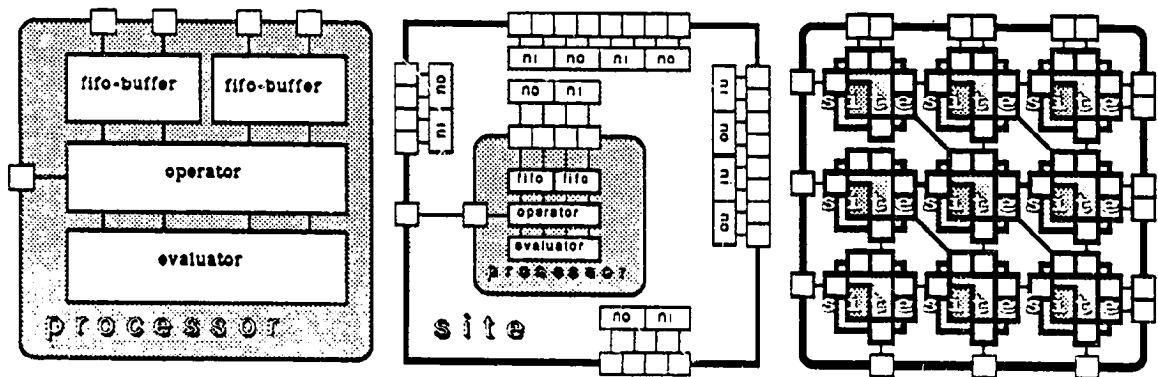 fifo-buffer fifo-buffer
operator
evaluator
processor
ni no ni no
no
ni
no ni
fifo fifo
operator
evaluator
processor
ni
no
ni
no
site
no ni
site site site
site site site
site site site